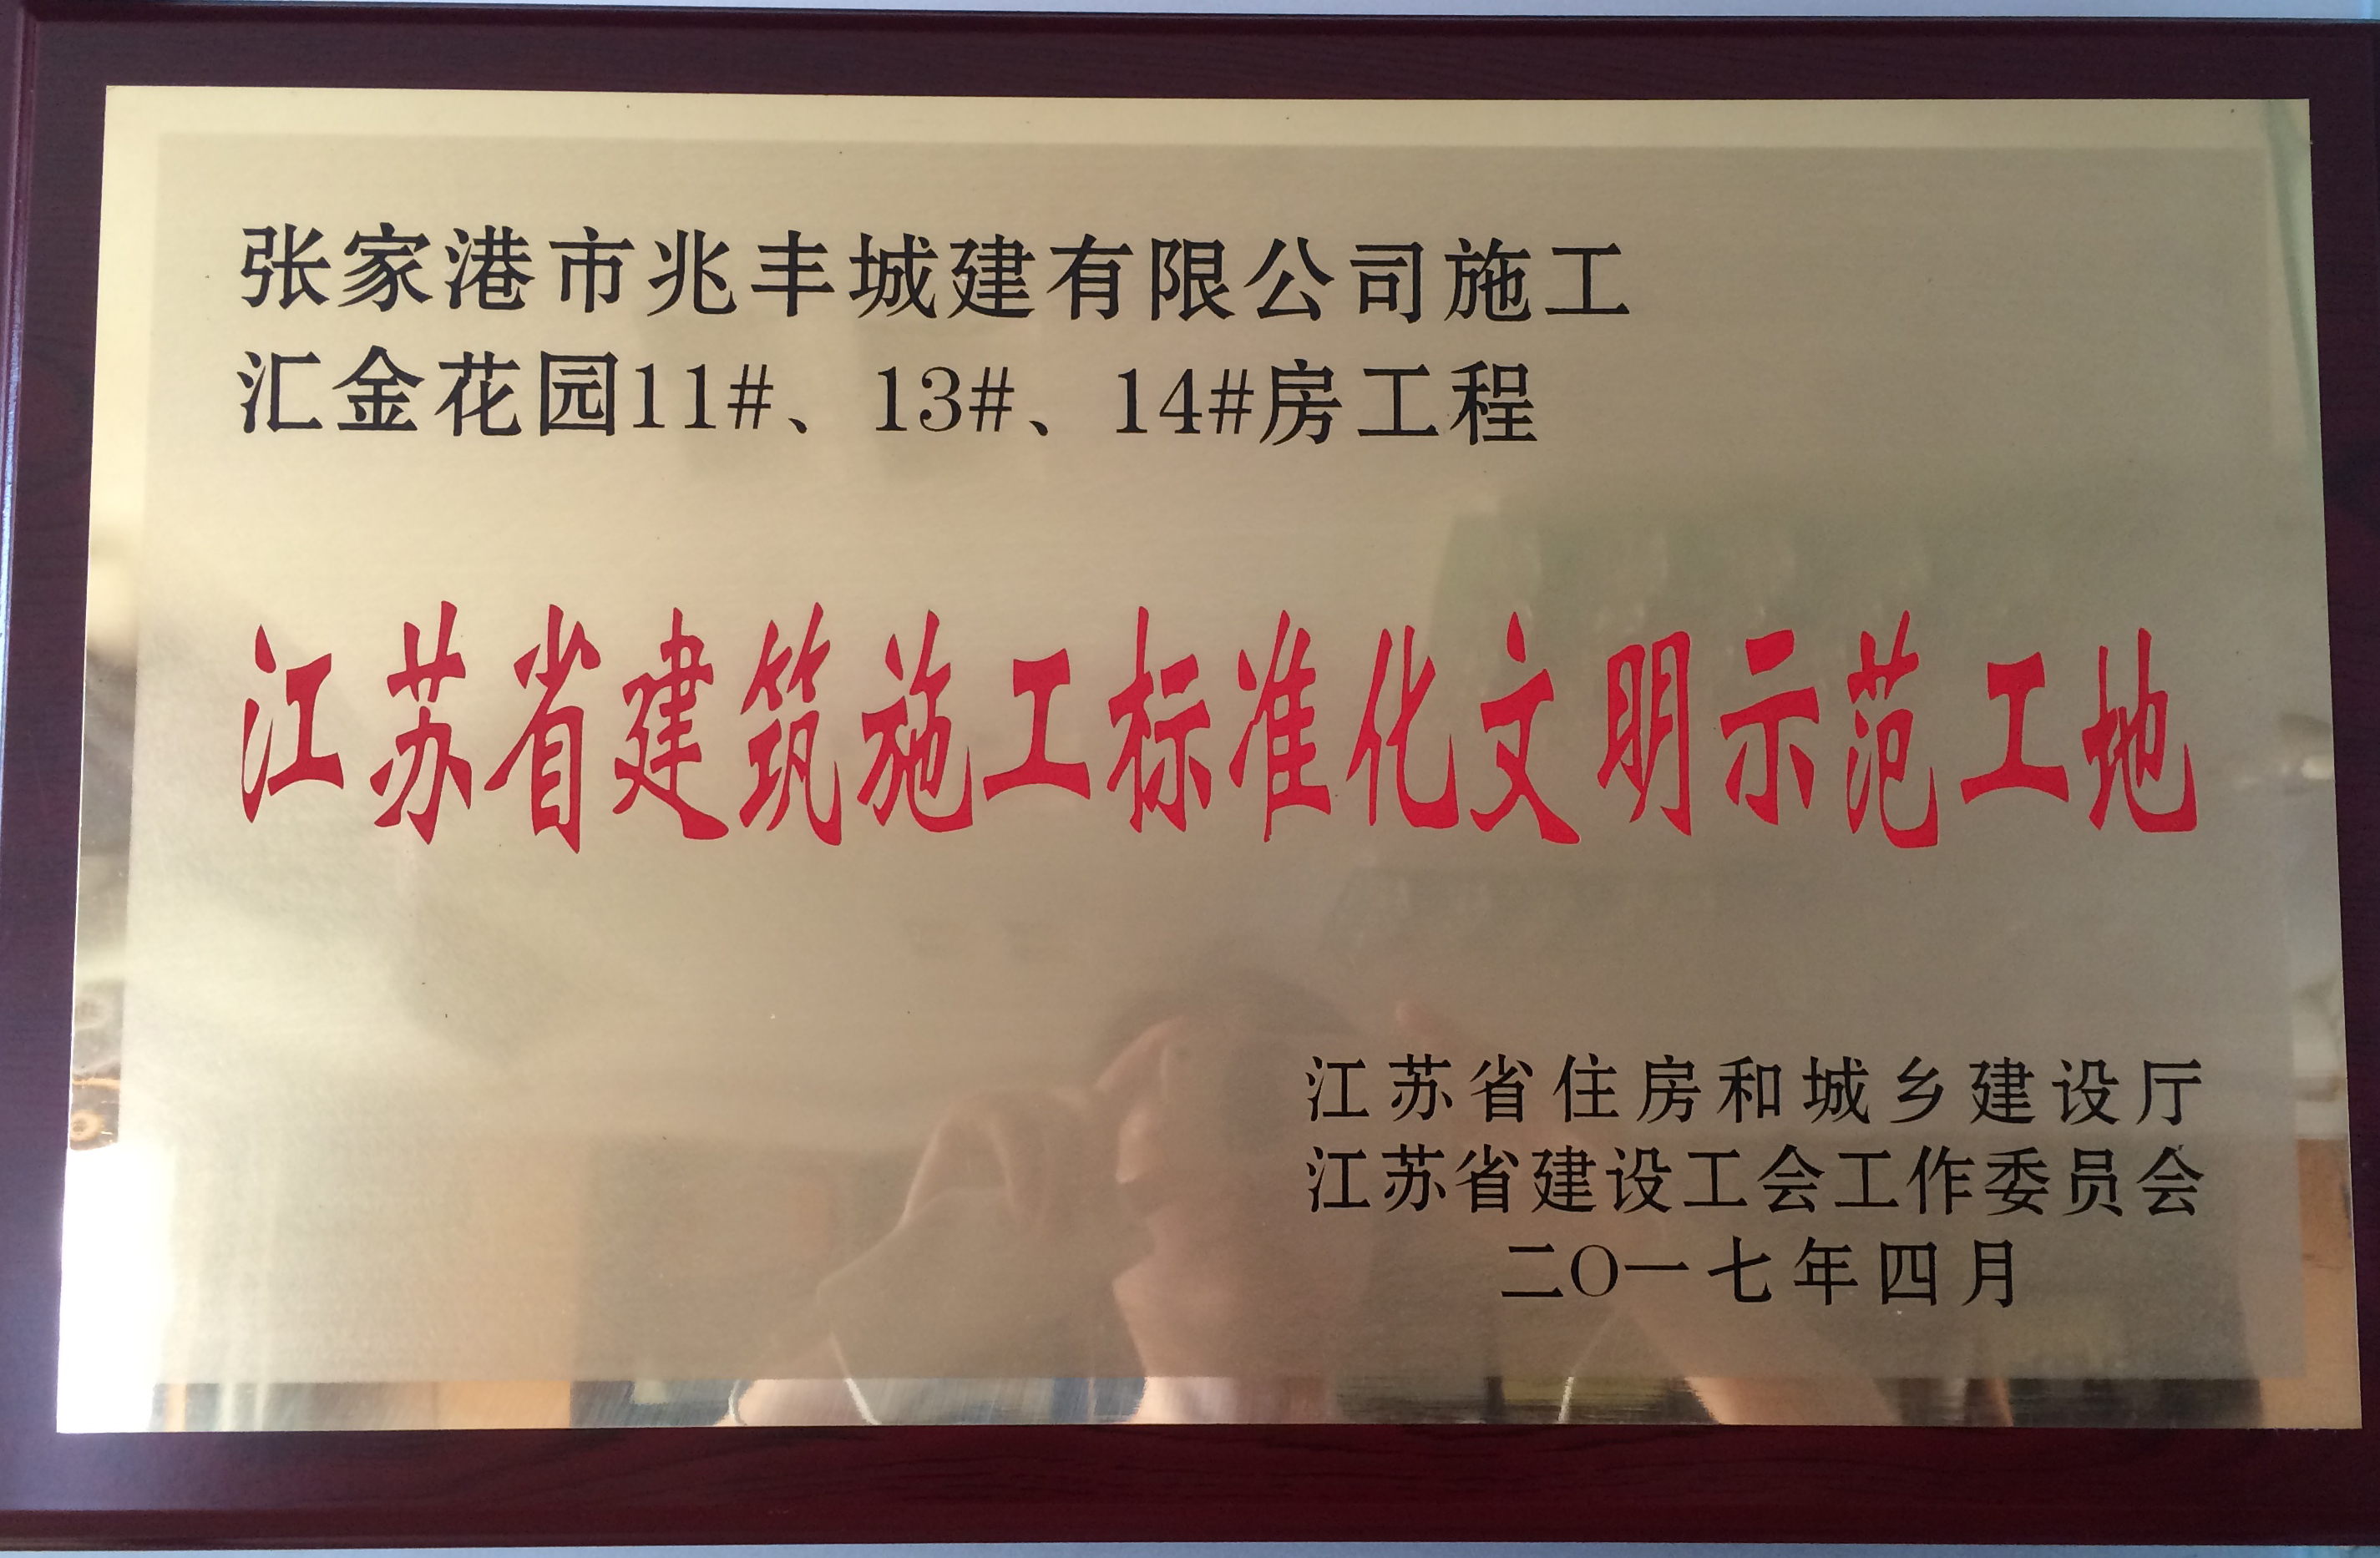 张家港市兆丰城建有限公司施工
汇金花园11#、13#、14#房工程
江苏省建筑施工标准化文明示范工地
江苏省住房和城乡建设厅
江苏省建设工会工作委员会
二〇一七年四月